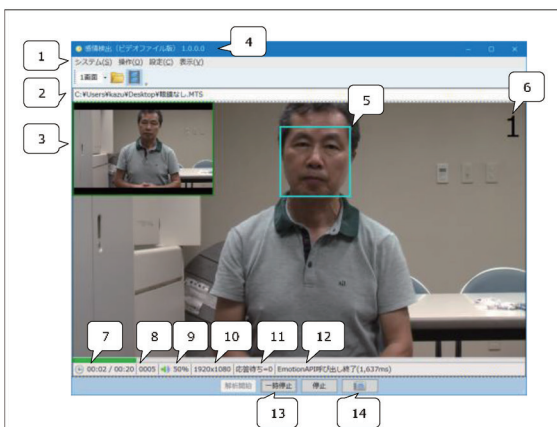 感情検出（ビデオファイル版） 1.0.0.0
4
1
システム(S) 操作(O) 設定(C) 表示(V)
1画面
2
C:¥Users¥kazu¥Desktop¥眼鏡なし.MTS
5
6
3
1
7
8
9
10
11
12
00:02 / 00:20
0005
50%
1920x1080
応答待ち=0
EmotionAPI呼び出し終了(1,637ms)
解析開始
一時停止
停止
13
14